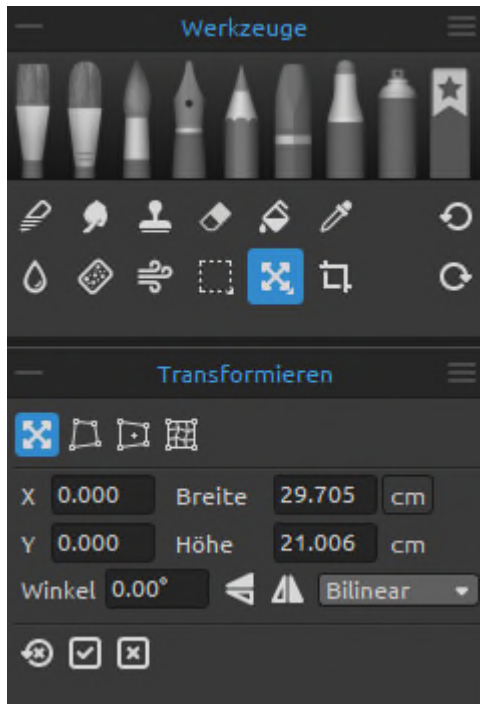 Werkzeuge
Transformieren
X 0.000 Breite 29.705 cm
Y 0.000 Höhe 21.006 cm
Winkel 0.00° Bilinear